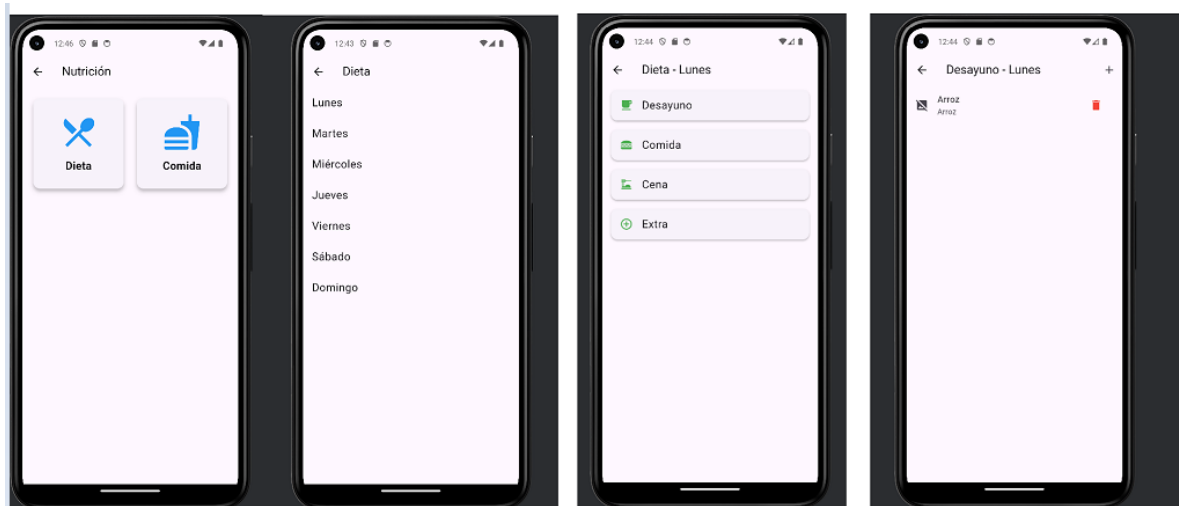 12:46
Nutrición
Dieta
Comida
12:43
Dieta
Lunes
Martes
Miércoles
Jueves
Viernes
Sábado
Domingo
12:44
Dieta - Lunes
Desayuno
Comida
Cena
Extra
12:44
Desayuno - Lunes
Arroz
Arroz